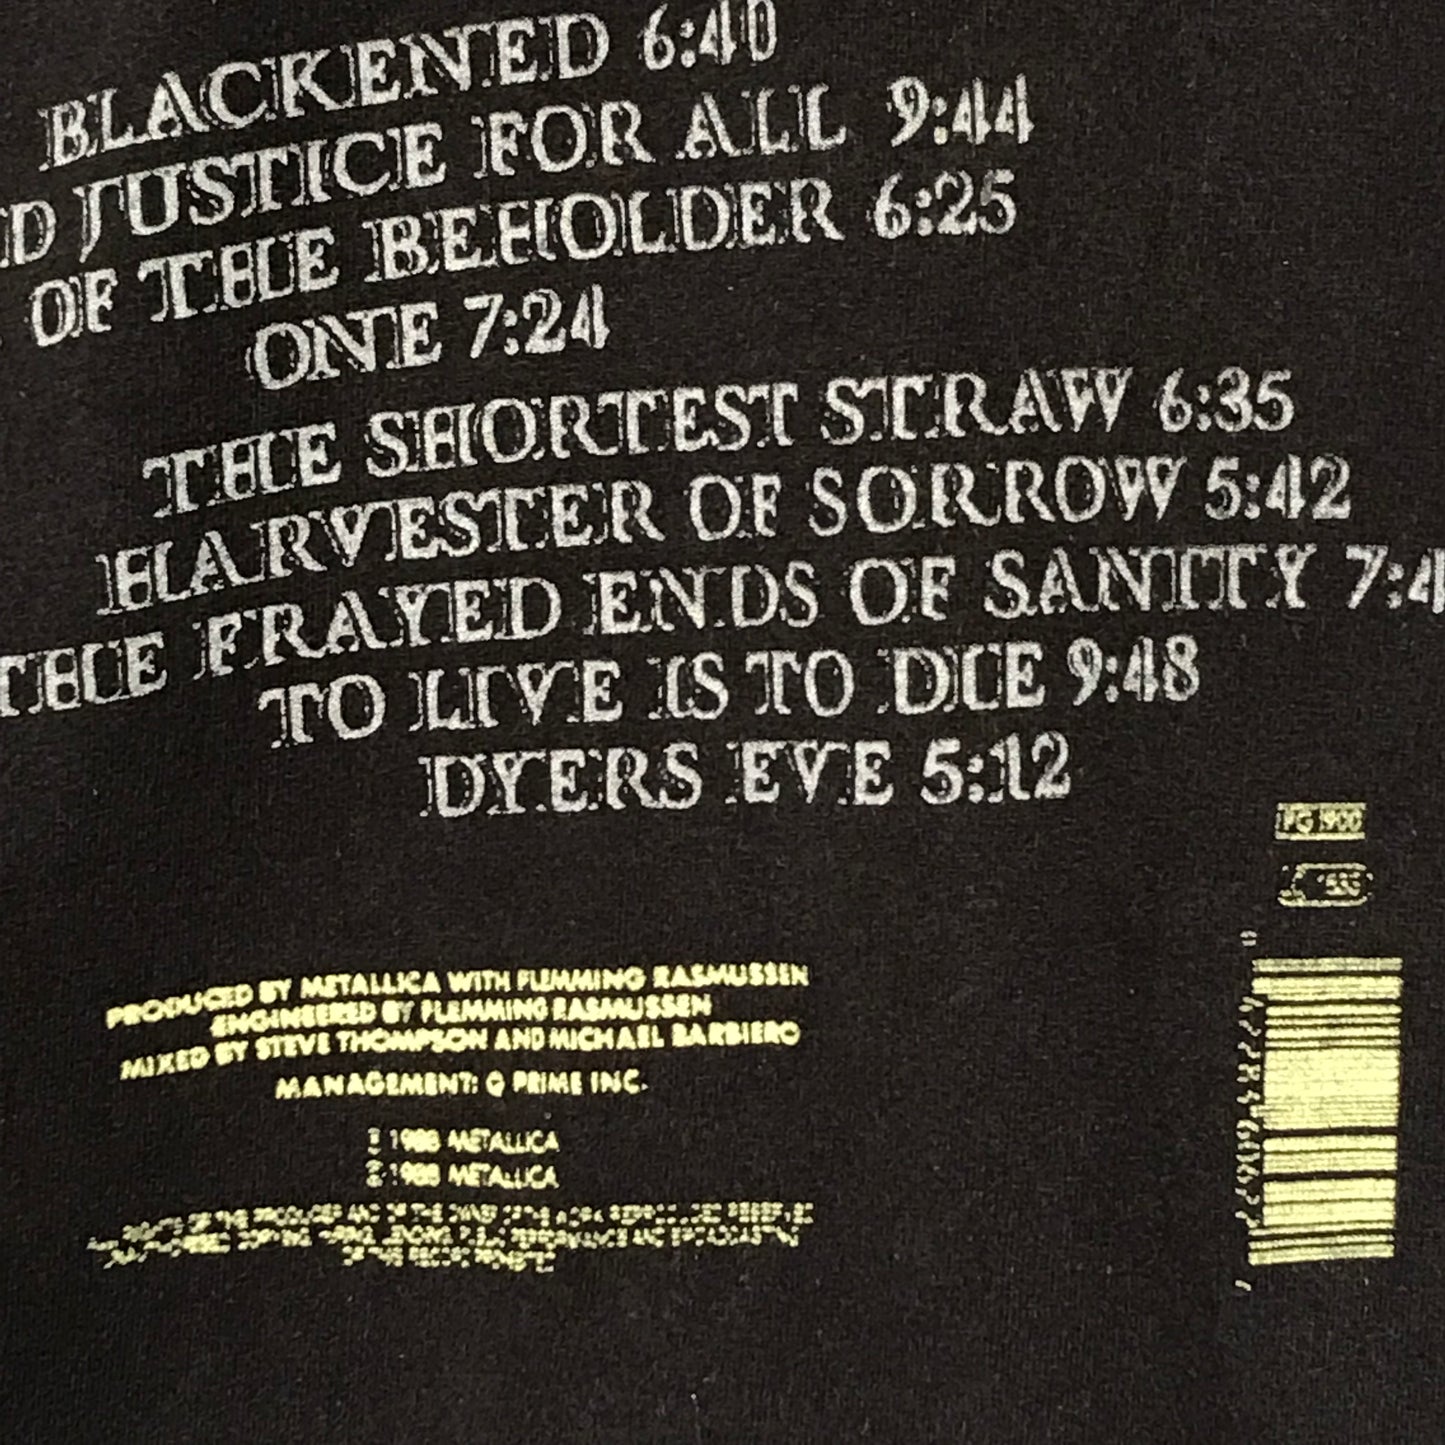 BLACKENED 6:40
D JUSTICE FOR ALL 9:44
OF THE BEHOLDER 6:25
ONE 7:24
THE SHORTEST STRAW 6:35
HARVESTER OF SORROW 5:42
THE FRAYED ENDS OF SANITY 7:4
TO LIVE IS TO DIE 9:48
DYERS EVE 5:12
PG 1900
PRODUCED BY METALLICA WITH FLEMMING RASMUSSEN
ENGINEERED BY FLEMMING RASMUSSEN
MIXED BY STEVE THOMPSON AND MICHAEL BARBIERO
MANAGEMENT: Q PRIME INC.
1988 METALLICA
1988 METALLICA